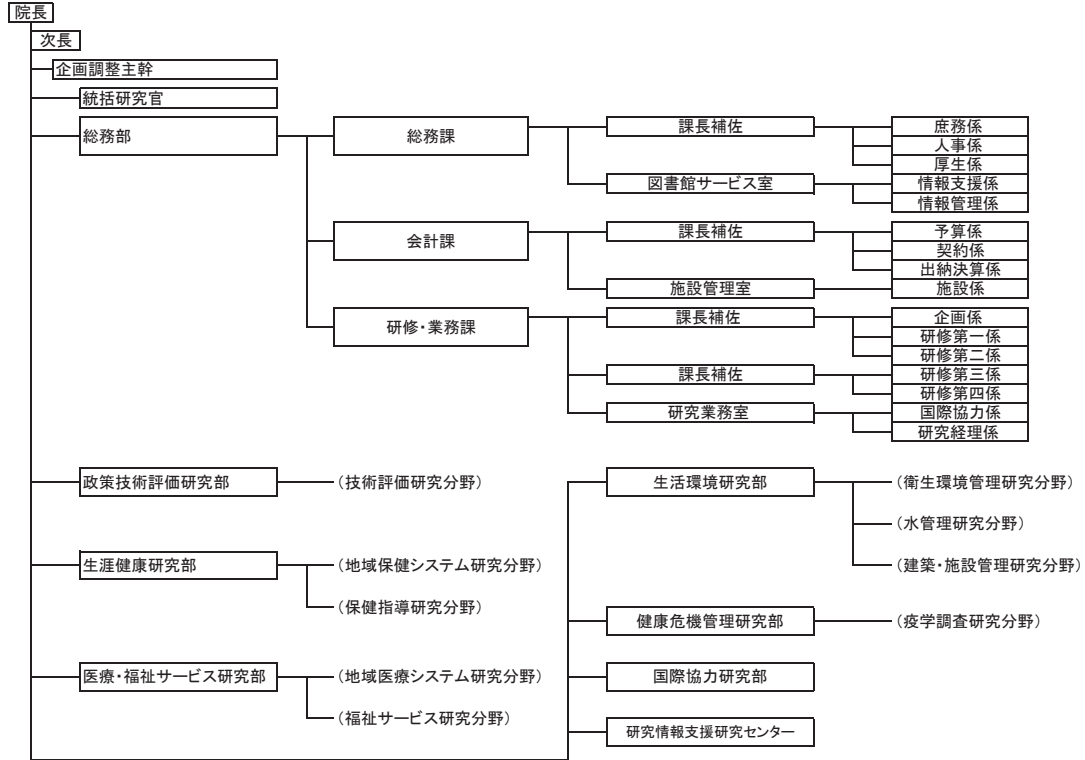 院長
次長
企画調整主幹
統括研究官
総務部
総務課
課長補佐
庶務係
人事係
厚生係
図書館サービス室
情報支援係
情報管理係
会計課
課長補佐
予算係
契約係
出納決算係
施設管理室
施設係
研修・業務課
課長補佐
企画係
研修第一係
研修第二係
課長補佐
研修第三係
研修第四係
研究業務室
国際協力係
研究経理係
政策技術評価研究部
（技術評価研究分野）
生涯健康研究部
（地域保健システム研究分野）
（保健指導研究分野）
医療・福祉サービス研究部
（地域医療システム研究分野）
（福祉サービス研究分野）
生活環境研究部
（衛生環境管理研究分野）
（水管理研究分野）
（建築・施設管理研究分野）
健康危機管理研究部
（疫学調査研究分野）
国際協力研究部
研究情報支援研究センター